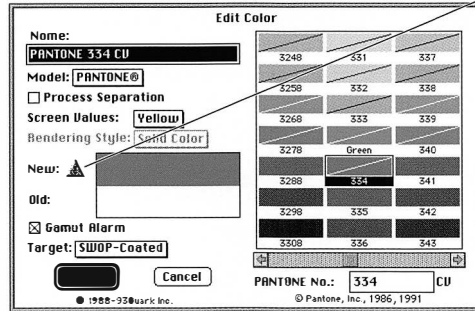 Edit Color
Name:
PANTONE 334 CV
Model: PANTONE®
Process Separation
Screen Values: Yellow
Rendering Style: Solid Color
New:
Old:
Gamut Alarm
Target: SWOP-Coated
Cancel
● 1988-93 Quark Inc.
3248 331 337
3258 332 338
3268 333 339
3278 Green 340
3288 334 341
3298 335 342
3308 336 343
PANTONE No.: 334 CV
© Pantone, Inc., 1986, 1991